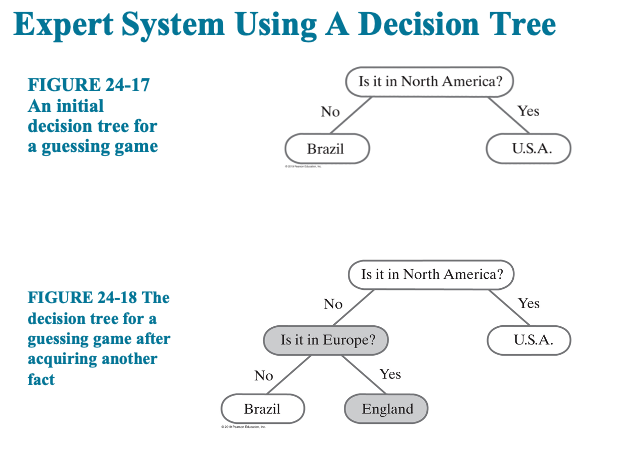 Expert System Using A Decision Tree
FIGURE 24-17
An initial
decision tree for
a guessing game
Is it in North America?
No
Yes
Brazil
U.S.A.
FIGURE 24-18 The
decision tree for a
guessing game after
acquiring another
fact
Is it in North America?
No
Yes
Is it in Europe?
U.S.A.
No
Yes
Brazil
England